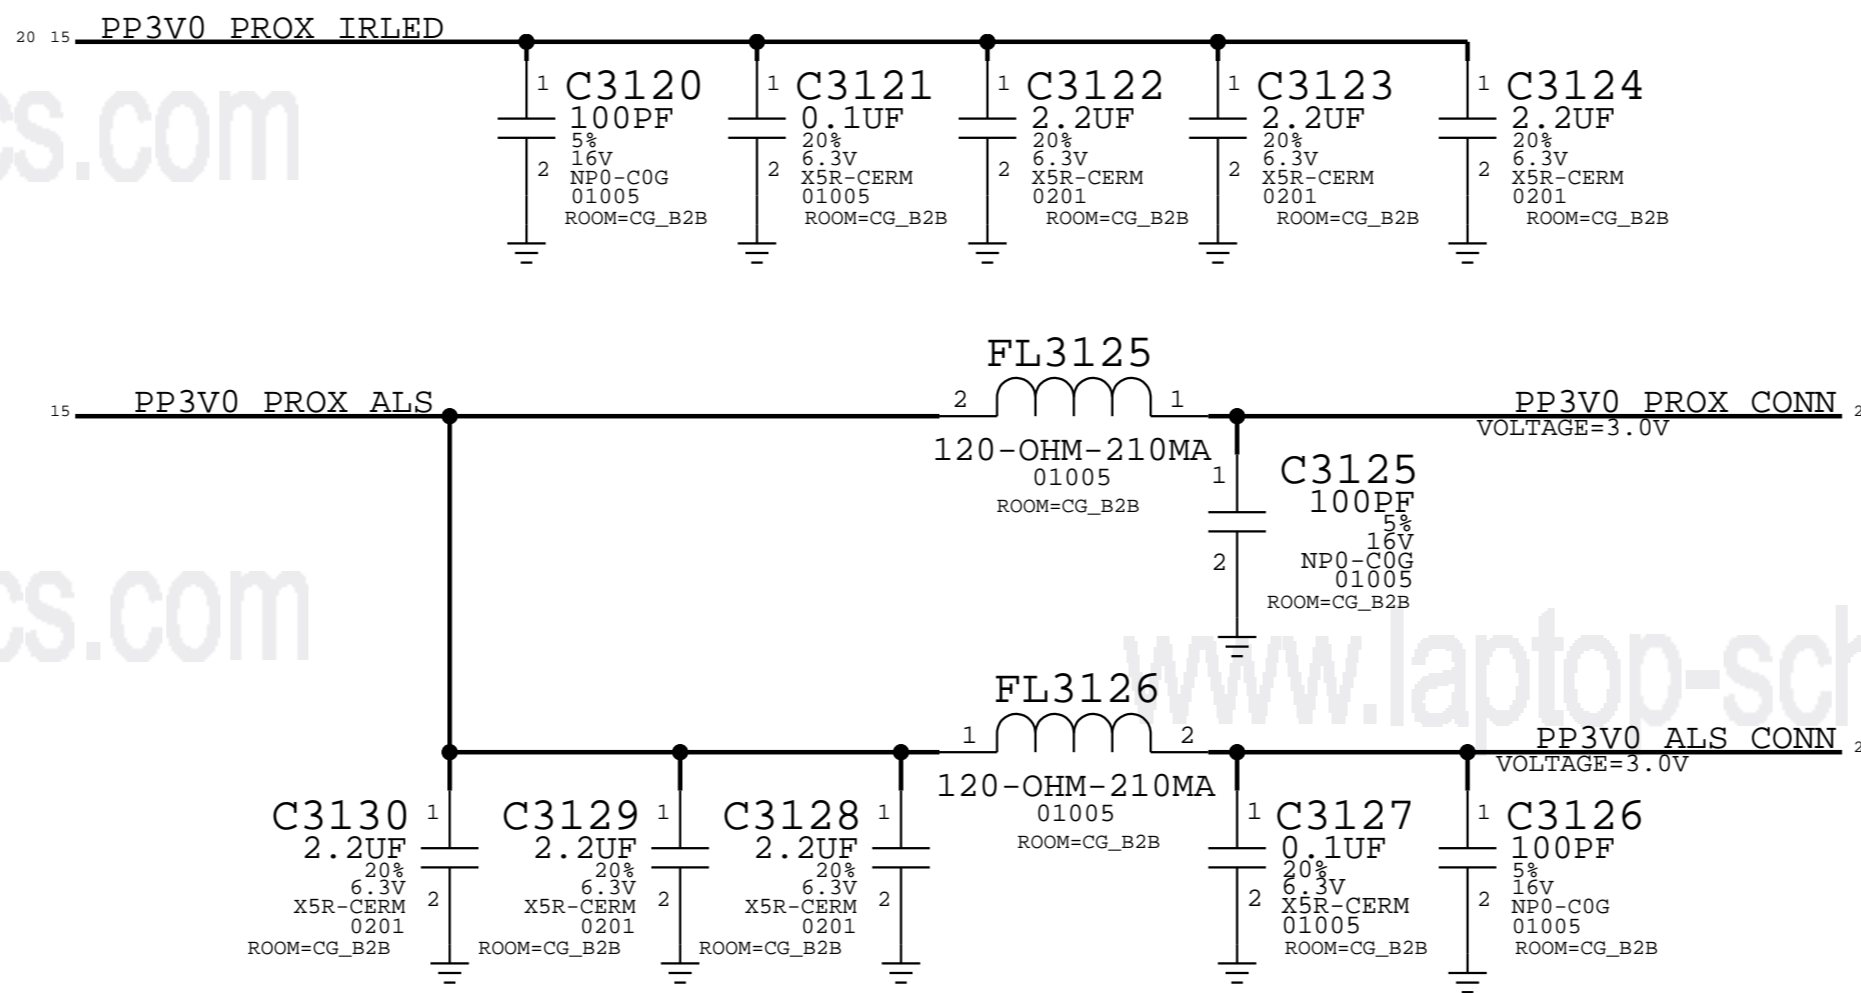 20 15 PP3V0 PROX IRLED
1 C3120
100PF
5%
16V
2 NP0-C0G
01005
ROOM=CG_B2B
1 C3121
0.1UF
20%
6.3V
2 X5R-CERM
01005
ROOM=CG_B2B
1 C3122
2.2UF
20%
6.3V
2 X5R-CERM
0201
ROOM=CG_B2B
1 C3123
2.2UF
20%
6.3V
2 X5R-CERM
0201
ROOM=CG_B2B
1 C3124
2.2UF
20%
6.3V
2 X5R-CERM
0201
ROOM=CG_B2B
cs.com
15 PP3V0 PROX ALS
FL3125
2 1
120-OHM-210MA
01005
ROOM=CG_B2B
PP3V0 PROX CONN 2
VOLTAGE=3.0V
1 C3125
100PF
5%
16V
2 NP0-C0G
01005
ROOM=CG_B2B
cs.com
www.laptop-sch
FL3126
1 2
120-OHM-210MA
01005
ROOM=CG_B2B
PP3V0 ALS CONN 2
VOLTAGE=3.0V
C3130 1
2.2UF
20%
6.3V
X5R-CERM 2
0201
ROOM=CG_B2B
C3129 1
2.2UF
20%
6.3V
X5R-CERM 2
0201
ROOM=CG_B2B
C3128 1
2.2UF
20%
6.3V
X5R-CERM 2
0201
ROOM=CG_B2B
1 C3127
0.1UF
20%
6.3V
2 X5R-CERM
01005
ROOM=CG_B2B
1 C3126
100PF
5%
16V
2 NP0-C0G
01005
ROOM=CG_B2B